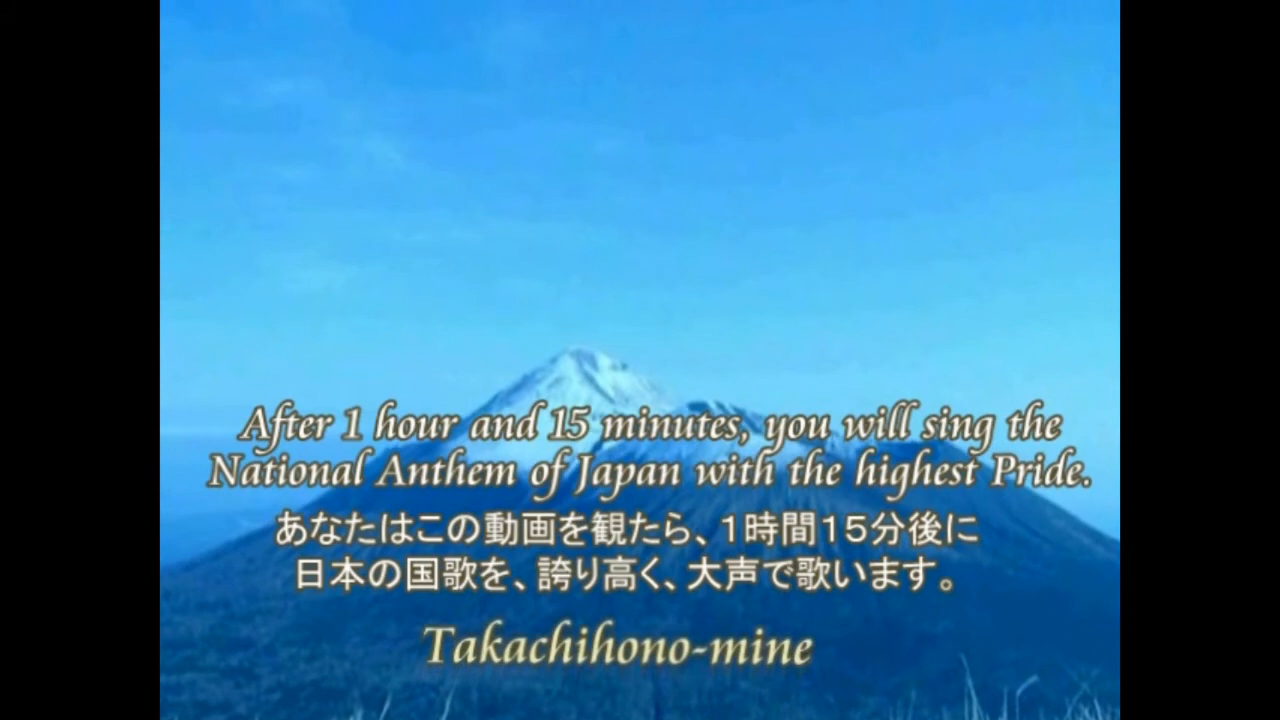 After 1 hour and 15 minutes, you will sing the
National Anthem of Japan with the highest Pride.
あなたはこの動画を観たら、１時間１５分後に
日本の国歌を、誇り高く、大声で歌います。
Takachihono-mine